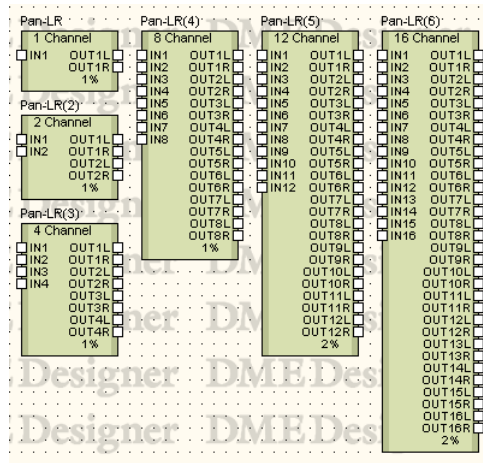 Pan-LR
1 Channel
IN1 OUT1L
OUT1R
1%
Pan-LR(2)
2 Channel
IN1 OUT1L
IN2 OUT1R
OUT2L
OUT2R
1%
Pan-LR(3)
4 Channel
IN1 OUT1L
IN2 OUT1R
IN3 OUT2L
IN4 OUT2R
OUT3L
OUT3R
OUT4L
OUT4R
1%
Pan-LR(4)
8 Channel
IN1 OUT1L
IN2 OUT1R
IN3 OUT2L
IN4 OUT2R
IN5 OUT3L
IN6 OUT3R
IN7 OUT4L
IN8 OUT4R
OUT5L
OUT5R
OUT6L
OUT6R
OUT7L
OUT7R
OUT8L
OUT8R
1%
Pan-LR(5)
12 Channel
IN1 OUT1L
IN2 OUT1R
IN3 OUT2L
IN4 OUT2R
IN5 OUT3L
IN6 OUT3R
IN7 OUT4L
IN8 OUT4R
IN9 OUT5L
IN10 OUT5R
IN11 OUT6L
IN12 OUT6R
OUT7L
OUT7R
OUT8L
OUT8R
OUT9L
OUT9R
OUT10L
OUT10R
OUT11L
OUT11R
OUT12L
OUT12R
2%
Pan-LR(6)
16 Channel
IN1 OUT1L
IN2 OUT1R
IN3 OUT2L
IN4 OUT2R
IN5 OUT3L
IN6 OUT3R
IN7 OUT4L
IN8 OUT4R
IN9 OUT5L
IN10 OUT5R
IN11 OUT6L
IN12 OUT6R
IN13 OUT7L
IN14 OUT7R
IN15 OUT8L
IN16 OUT8R
OUT9L
OUT9R
OUT10L
OUT10R
OUT11L
OUT11R
OUT12L
OUT12R
OUT13L
OUT13R
OUT14L
OUT14R
OUT15L
OUT15R
OUT16L
OUT16R
2%
Designer DME Des
Designer DME Des